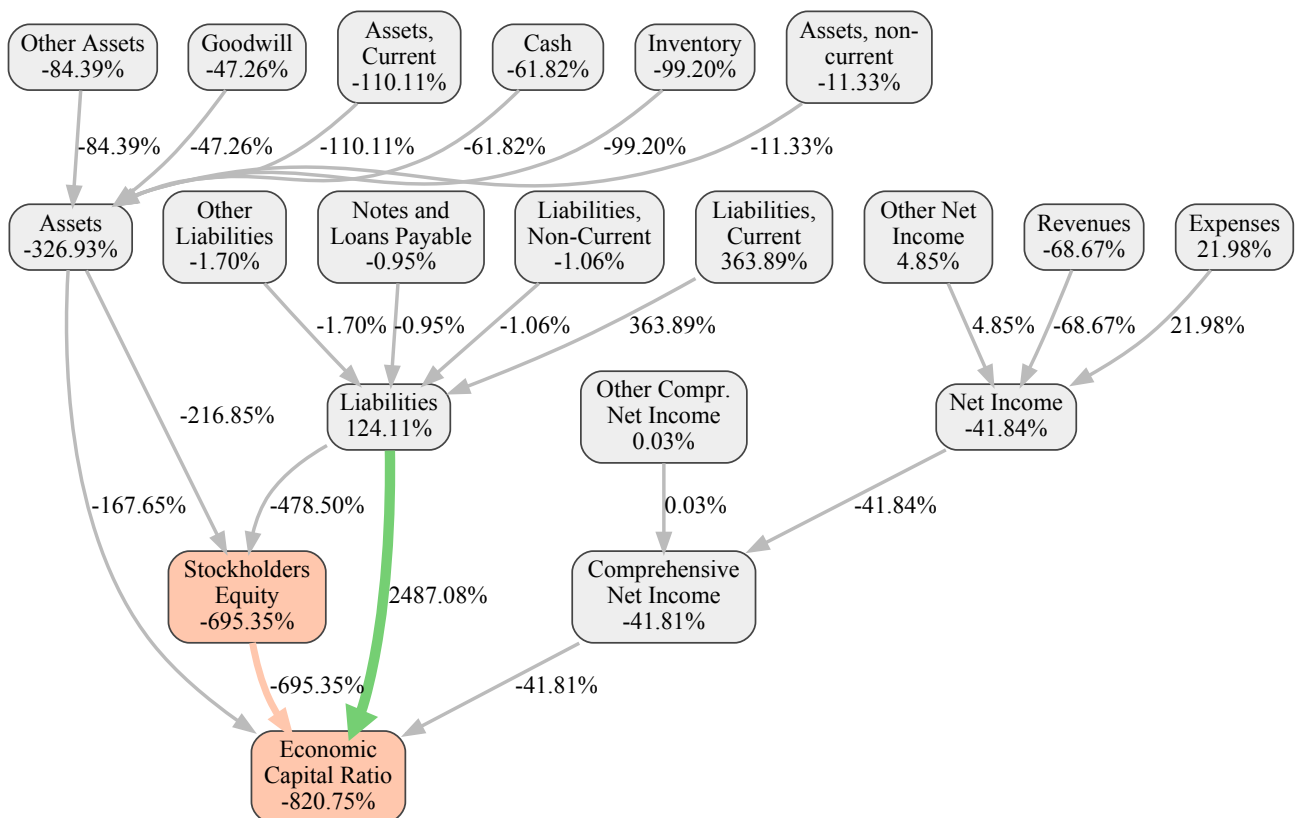 Other Assets
-84.39%
Goodwill
-47.26%
Assets,
Current
-110.11%
Cash
-61.82%
Inventory
-99.20%
Assets, non-
current
-11.33%
-84.39%
-47.26%
-110.11%
-61.82%
-99.20%
-11.33%
Assets
-326.93%
Other
Liabilities
-1.70%
Notes and
Loans Payable
-0.95%
Liabilities,
Non-Current
-1.06%
Liabilities,
Current
363.89%
Other Net
Income
4.85%
Revenues
-68.67%
Expenses
21.98%
-1.70%
-0.95%
-1.06%
363.89%
4.85%
-68.67%
21.98%
-216.85%
Liabilities
124.11%
Other Compr.
Net Income
0.03%
Net Income
-41.84%
-167.65%
-478.50%
0.03%
-41.84%
Stockholders
Equity
-695.35%
2487.08%
Comprehensive
Net Income
-41.81%
-695.35%
-41.81%
Economic
Capital Ratio
-820.75%